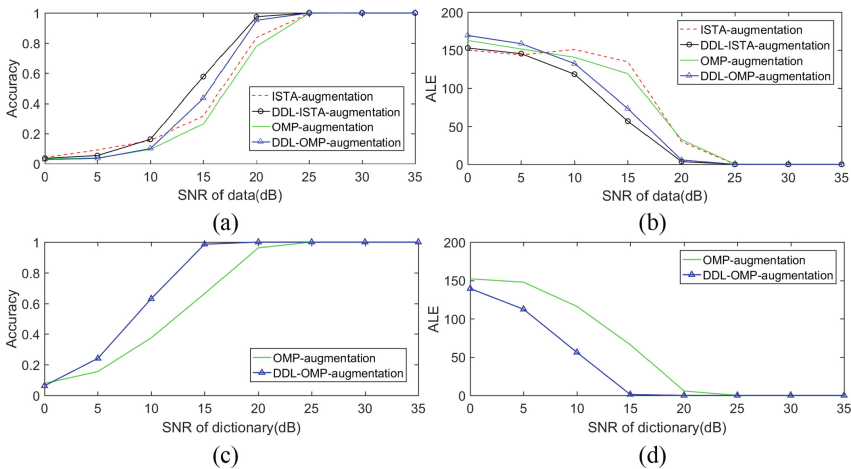 1
0.8
0.6
0.4
0.2
0
Accuracy
ISTA-augmentation
DDL-ISTA-augmentation
OMP-augmentation
DDL-OMP-augmentation
0 5 10 15 20 25 30 35
SNR of data(dB)
(a)
200
150
100
50
0
ALE
ISTA-augmentation
DDL-ISTA-augmentation
OMP-augmentation
DDL-OMP-augmentation
0 5 10 15 20 25 30 35
SNR of data(dB)
(b)
1
0.8
0.6
0.4
0.2
0
Accuracy
OMP-augmentation
DDL-OMP-augmentation
0 5 10 15 20 25 30 35
SNR of dictionary(dB)
(c)
200
150
100
50
0
ALE
OMP-augmentation
DDL-OMP-augmentation
0 5 10 15 20 25 30 35
SNR of dictionary(dB)
(d)